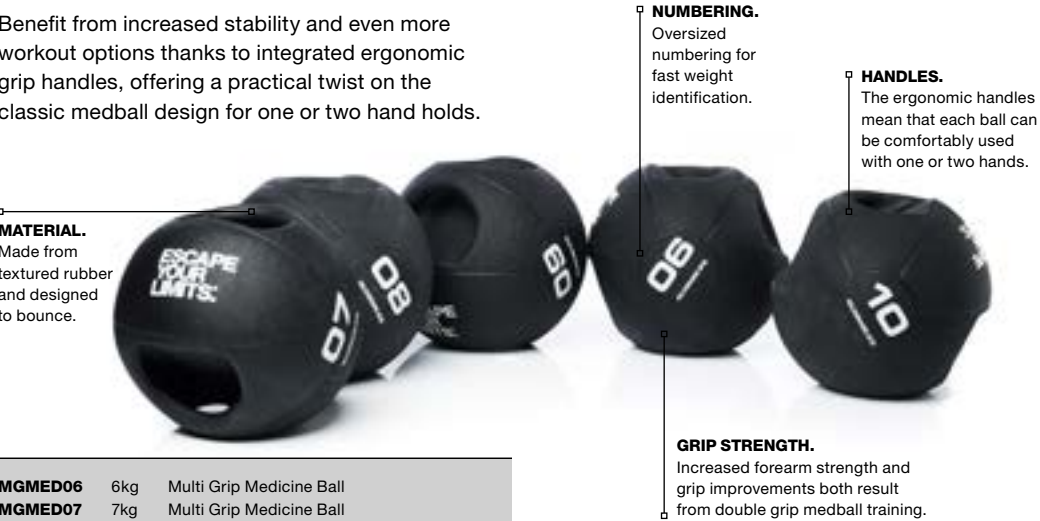 Benefit from increased stability and even more
workout options thanks to integrated ergonomic
grip handles, offering a practical twist on the
classic medball design for one or two hand holds.
NUMBERING.
Oversized
numbering for
fast weight
identification.
HANDLES.
The ergonomic handles
mean that each ball can
be comfortably used
with one or two hands.
MATERIAL.
Made from
textured rubber
and designed
to bounce.
ESCAPE
YOUR
LIMITS.
07
08
09
06
10
GRIP STRENGTH.
Increased forearm strength and
grip improvements both result
from double grip medball training.
MGMED06 6kg Multi Grip Medicine Ball
MGMED07 7kg Multi Grip Medicine Ball